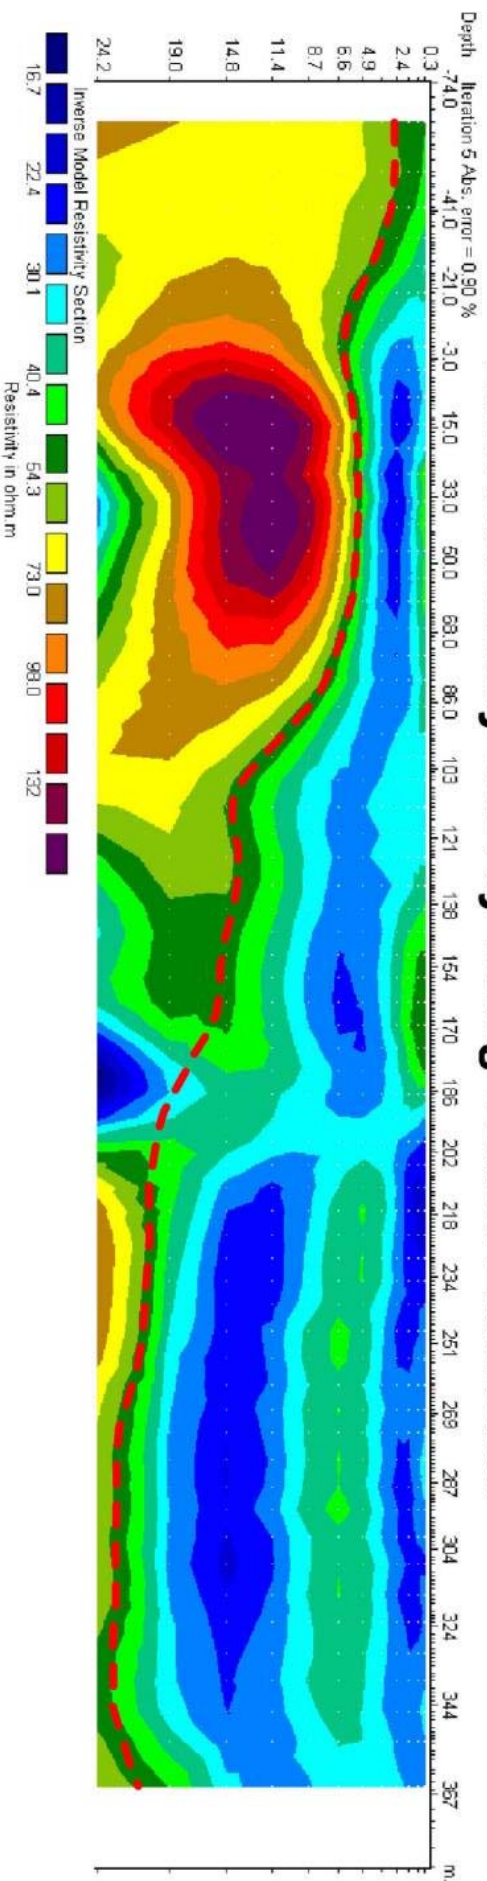 Depth Iteration 5 Abs. error = 0.90 %
-74.0 -41.0 -21.0 -3.0 15.0 33.0 50.0 68.0 86.0 103 121 138 154 170 186 202 218 234 251 269 287 304 324 344 367 m.
0.3
2.4
4.9
6.6
8.7
11.4
14.8
19.0
24.2
Inverse Model Resistivity Section
16.7 22.4 30.1 40.4 54.3 73.0 98.0 132
Resistivity in ohm.m